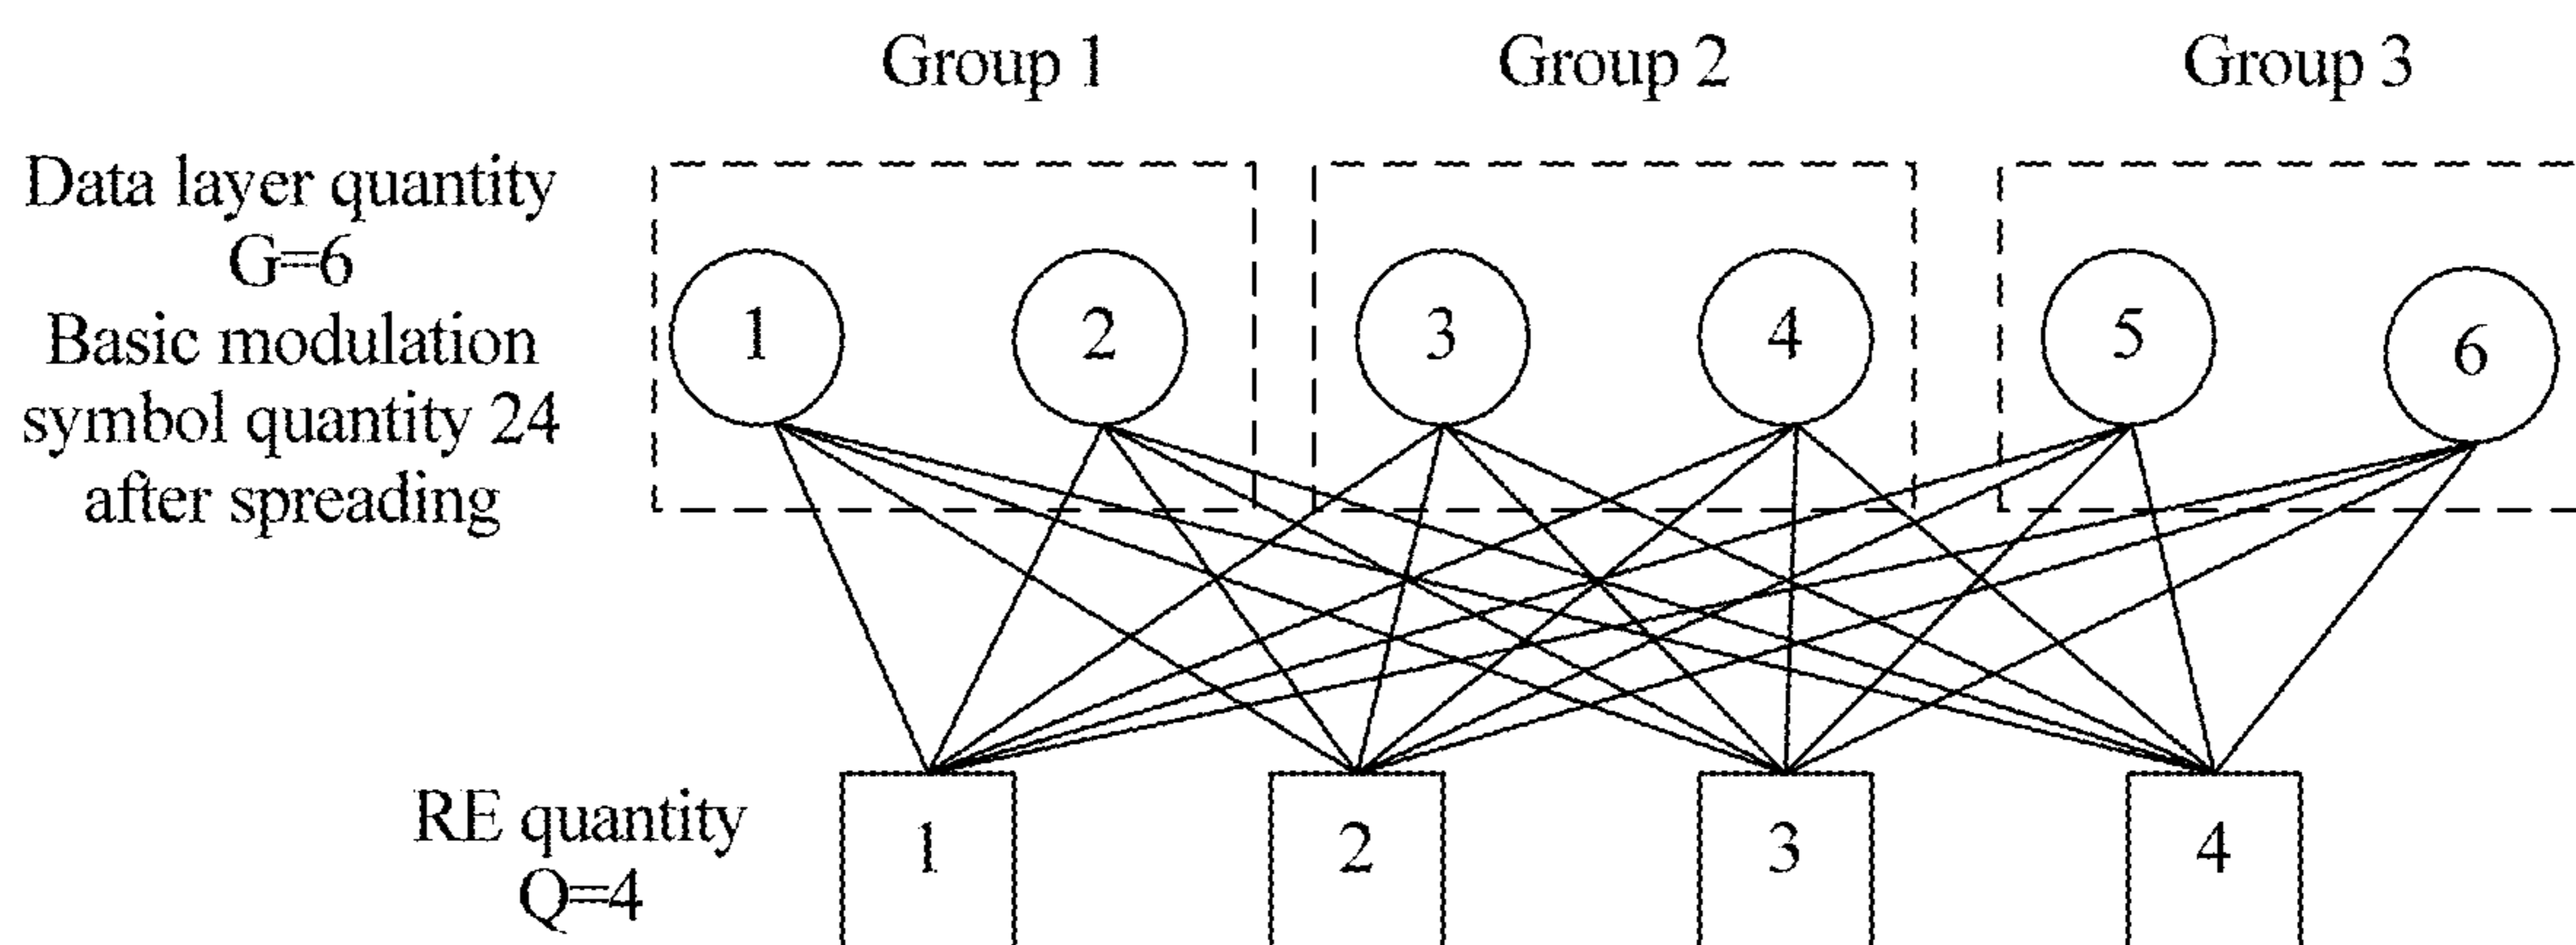 Group 1
Group 2
Group 3
Data layer quantity
G=6
Basic modulation
symbol quantity 24
after spreading
1
2
3
4
5
6
RE quantity
Q=4
1
2
3
4